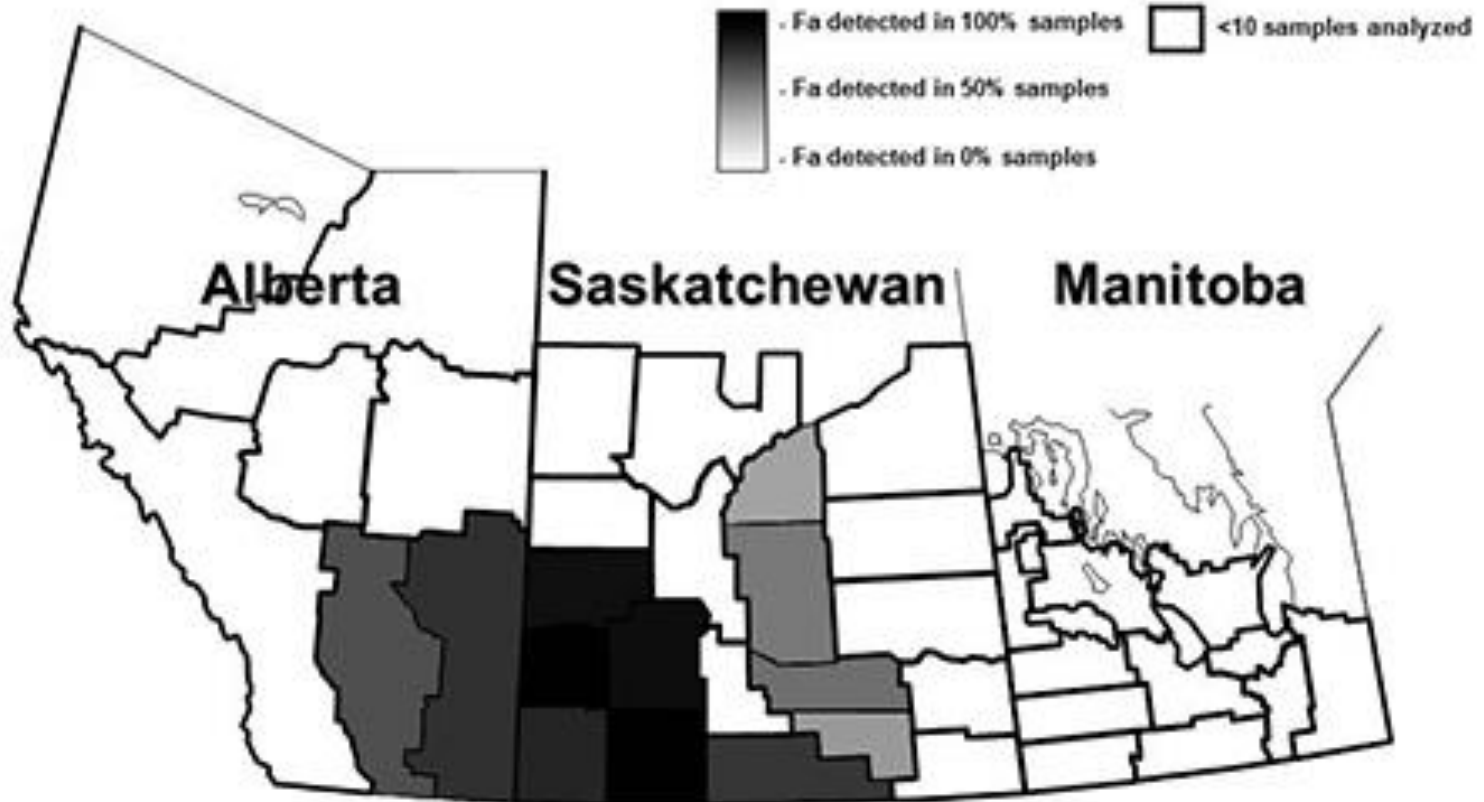 - Fa detected in 100% samples
<10 samples analyzed
- Fa detected in 50% samples
- Fa detected in 0% samples
Alberta
Saskatchewan
Manitoba